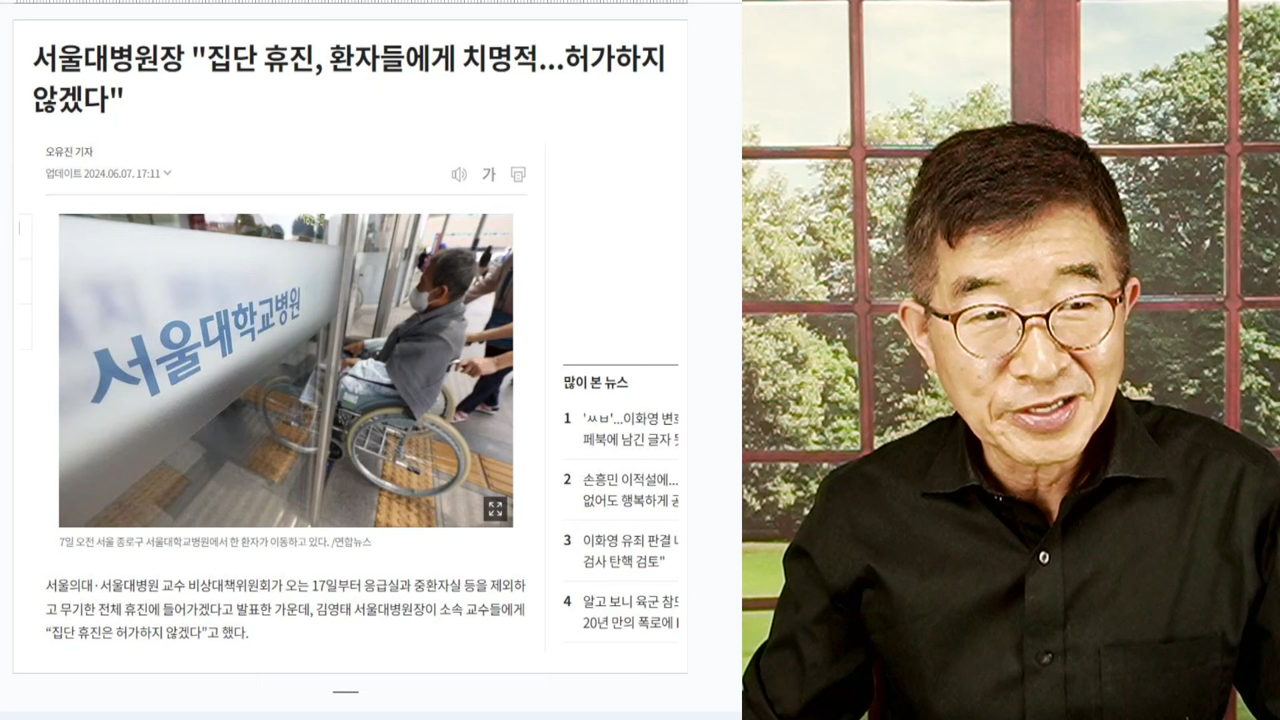 서울대병원장 "집단 휴진, 환자들에게 치명적...허가하지
않겠다"
오유진 기자
업데이트 2024.06.07. 17:11
가
서울대학교병원
7일 오전 서울 종로구 서울대학교병원에서 한 환자가 이동하고 있다. /연합뉴스
서울의대·서울대병원 교수 비상대책위원회가 오는 17일부터 응급실과 중환자실 등을 제외하
고 무기한 전체 휴진에 들어가겠다고 발표한 가운데, 김영태 서울대병원장이 소속 교수들에게
“집단 휴진은 허가하지 않겠다”고 했다.
많이 본 뉴스
1 'ㅆㅂ'...이화영 변호
페북에 남긴 글자
2 손흥민 이적설에...
없어도 행복하게
3 이화영 유죄 판결
검사 탄핵 검토"
4 알고 보니 육군
20년 만의 폭로에